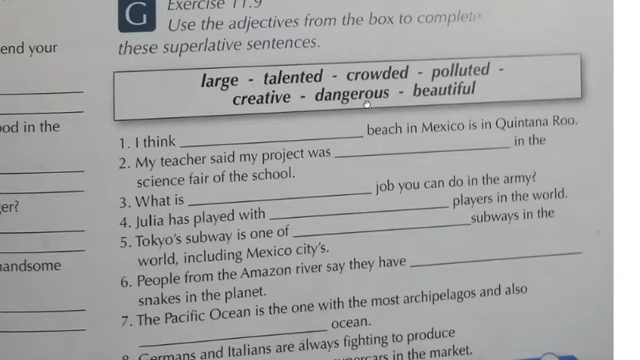 end your
ood in the
er?
andsome
G
Exercise 11.9
Use the adjectives from the box to complete
these superlative sentences.
large - talented - crowded - polluted -
creative - dangerous - beautiful
1. I think ____________ beach in Mexico is in Quintana Roo.
2. My teacher said my project was ____________ in the
science fair of the school.
3. What is ____________ job you can do in the army?
4. Julia has played with ____________ players in the world.
5. Tokyo's subway is one of ____________ subways in the
world, including Mexico city's.
6. People from the Amazon river say they have ____________
snakes in the planet.
7. The Pacific Ocean is the one with the most archipelagos and also
____________ ocean.
8. Germans and Italians are always fighting to produce
supercars in the market.